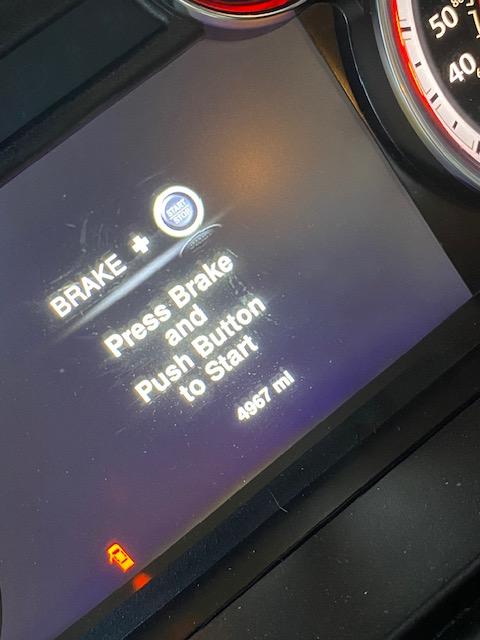 50
40
START
STOP
BRAKE +
Press Brake
and
Push Button
to Start
4967 mi